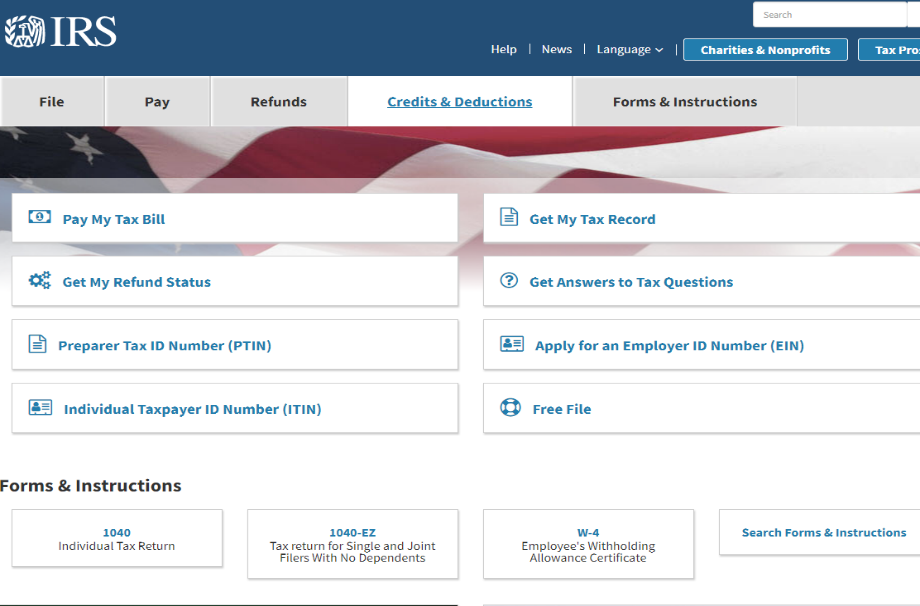 IRS
Search
Help | News | Language | Charities & Nonprofits Tax Pros
File Pay Refunds Credits & Deductions Forms & Instructions
Pay My Tax Bill
Get My Tax Record
Get My Refund Status
Get Answers to Tax Questions
Preparer Tax ID Number (PTIN)
Apply for an Employer ID Number (EIN)
Individual Taxpayer ID Number (ITIN)
Free File
Forms & Instructions
1040
Individual Tax Return
1040-EZ
Tax return for Single and Joint
Filers With No Dependents
W-4
Employee's Withholding
Allowance Certificate
Search Forms & Instructions